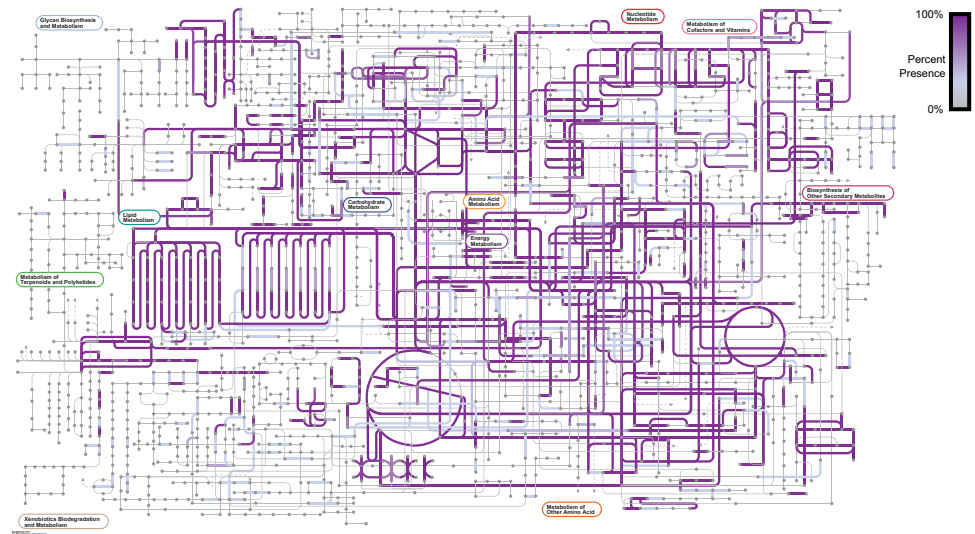 Glycan Biosynthesis
and Metabolism
Nucleotide
Metabolism
Metabolism of
Cofactors and Vitamins
100%
Percent
Presence
0%
Carbohydrate
Metabolism
Amino Acid
Metabolism
Biosynthesis of
Other Secondary Metabolites
Lipid
Metabolism
Energy
Metabolism
Metabolism of
Terpenoids and Polyketides
Metabolism of
Other Amino Acid
Xenobiotics Biodegradation
and Metabolism